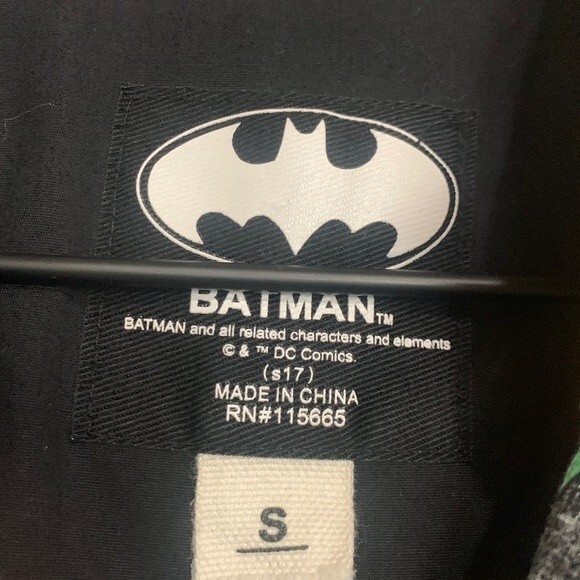 BATMAN™
BATMAN and all related characters and elements
© & ™ DC Comics.
(s17)
MADE IN CHINA
RN#115665
S